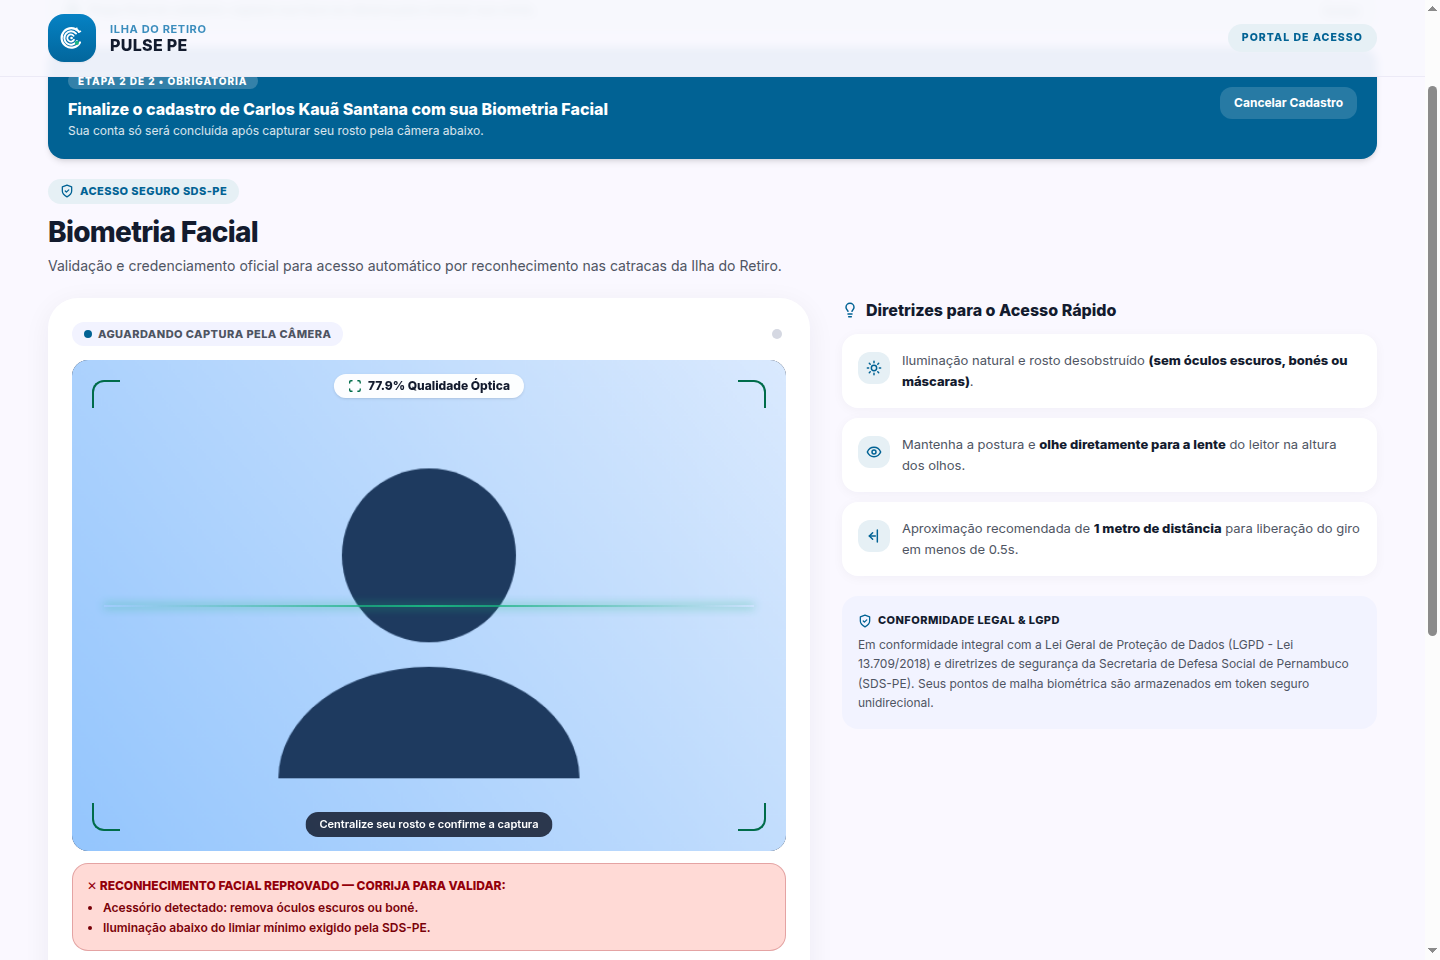 ILHA DO RETIRO
PULSE PE
PORTAL DE ACESSO
ETAPA 2 DE 2 • OBRIGATÓRIA
Finalize o cadastro de Carlos Kauã Santana com sua Biometria Facial
Sua conta só será concluída após capturar seu rosto pela câmera abaixo.
Cancelar Cadastro
ACESSO SEGURO SDS-PE
Biometria Facial
Validação e credenciamento oficial para acesso automático por reconhecimento nas catracas da Ilha do Retiro.
AGUARDANDO CAPTURA PELA CÂMERA
77.9% Qualidade Óptica
Centralize seu rosto e confirme a captura
✕ RECONHECIMENTO FACIAL REPROVADO — CORRIJA PARA VALIDAR:
• Acessório detectado: remova óculos escuros ou boné.
• Iluminação abaixo do limiar mínimo exigido pela SDS-PE.
Diretrizes para o Acesso Rápido
Iluminação natural e rosto desobstruído (sem óculos escuros, bonés ou
máscaras).
Mantenha a postura e olhe diretamente para a lente do leitor na altura
dos olhos.
Aproximação recomendada de 1 metro de distância para liberação do giro
em menos de 0.5s.
CONFORMIDADE LEGAL & LGPD
Em conformidade integral com a Lei Geral de Proteção de Dados (LGPD - Lei
13.709/2018) e diretrizes de segurança da Secretaria de Defesa Social de Pernambuco
(SDS-PE). Seus pontos de malha biométrica são armazenados em token seguro
unidirecional.